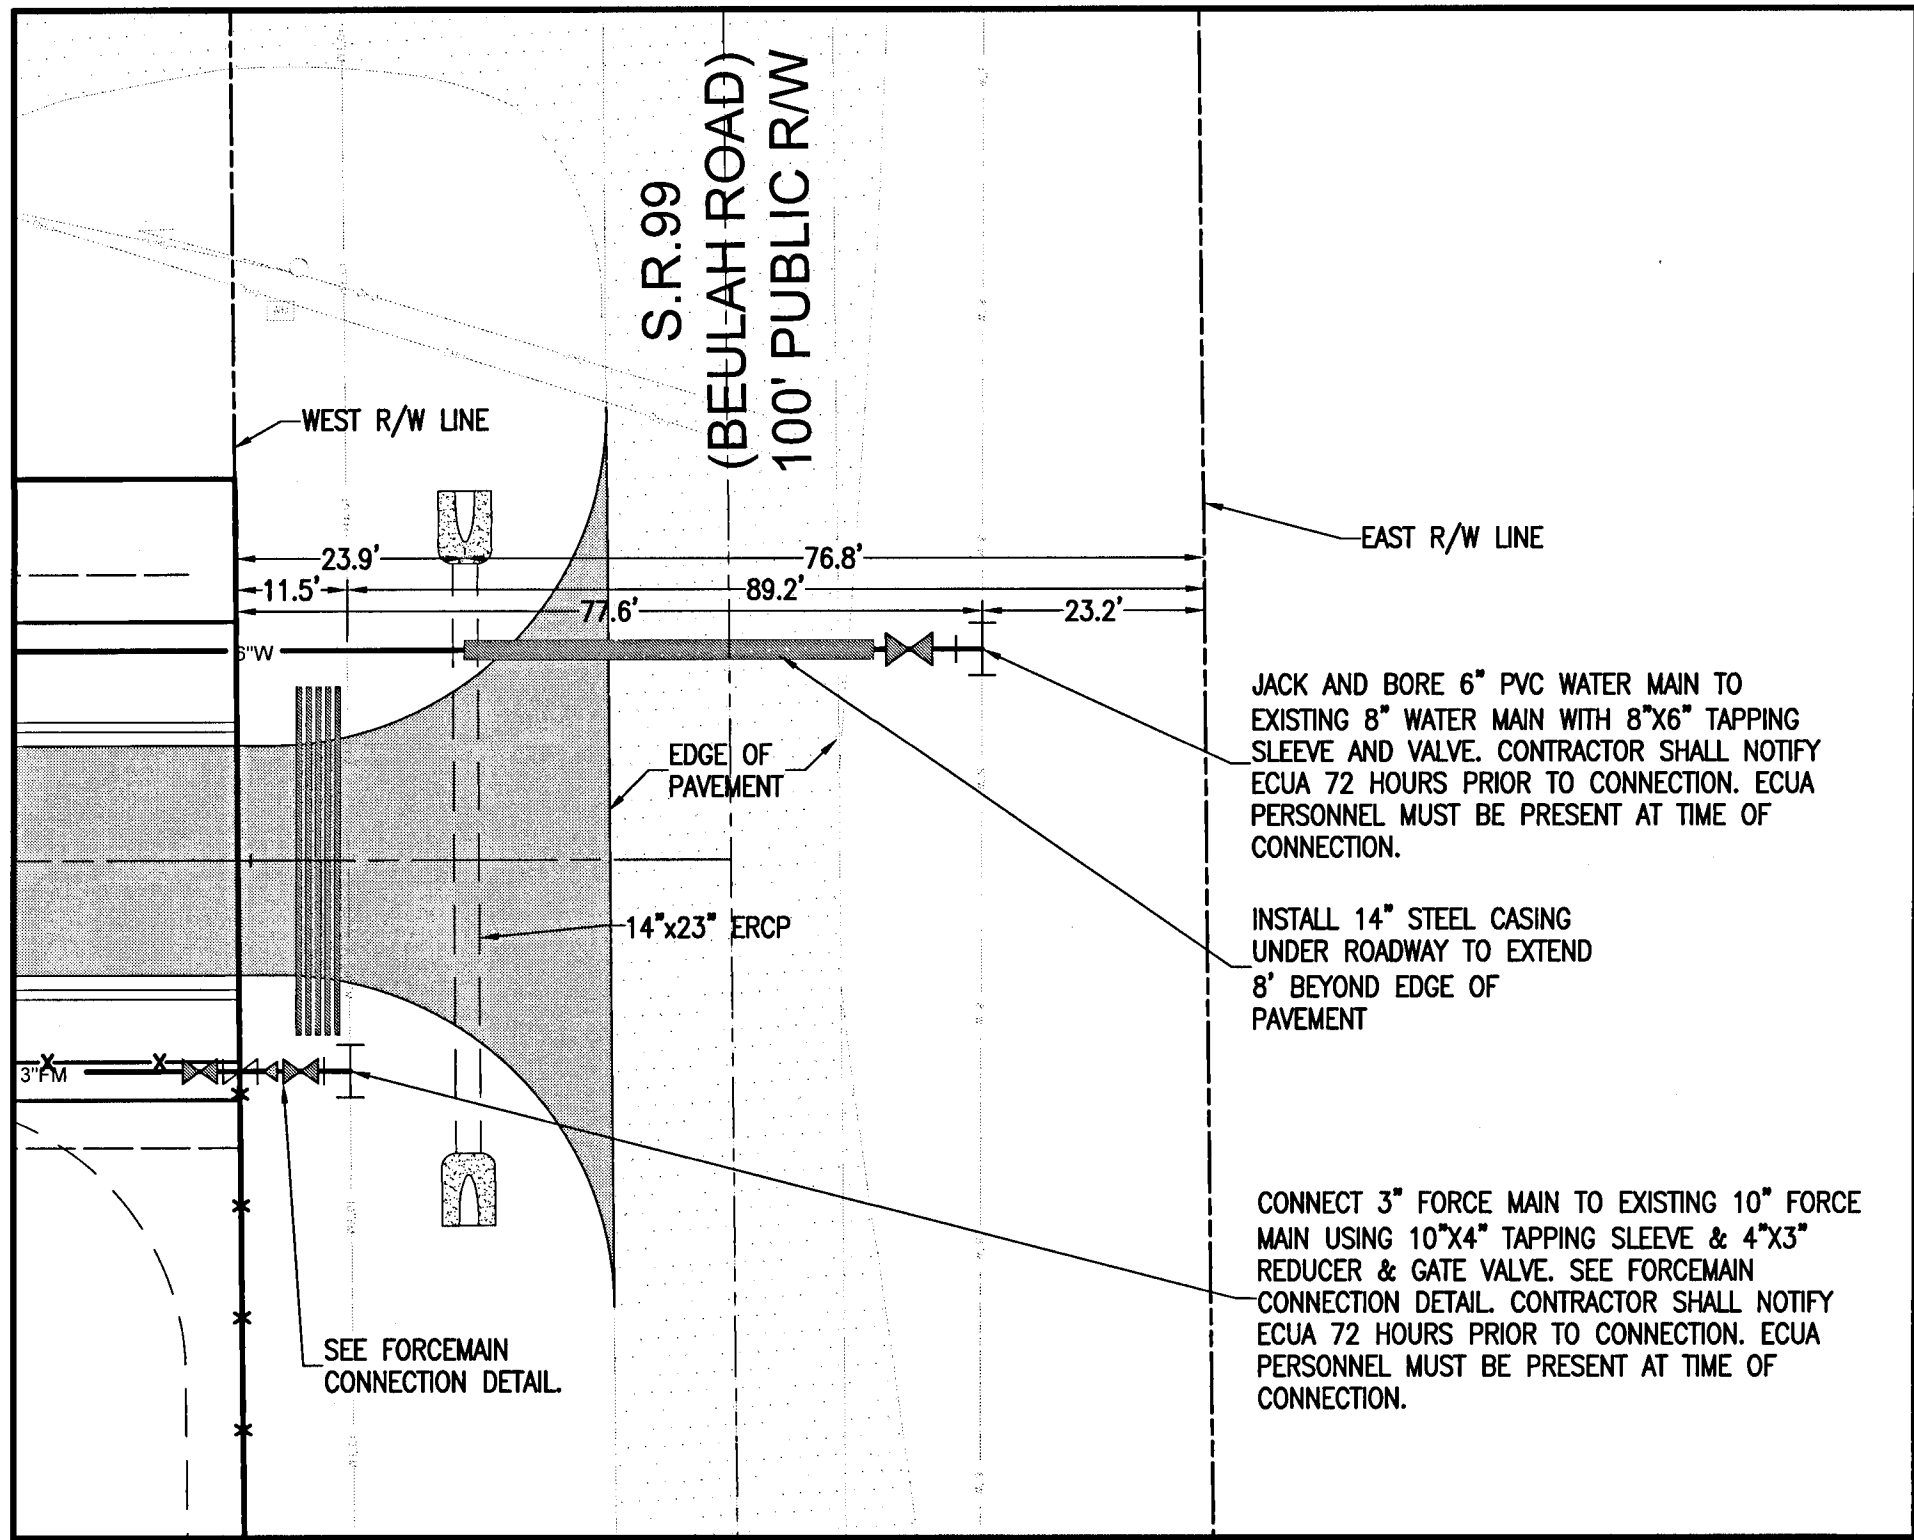 S.R.99
(BEULAH ROAD)
100' PUBLIC R/W
WEST R/W LINE
EAST R/W LINE
23.9'
76.8'
11.5'
89.2'
77.6'
23.2'
6"W
JACK AND BORE 6" PVC WATER MAIN TO
EXISTING 8" WATER MAIN WITH 8"X6" TAPPING
SLEEVE AND VALVE. CONTRACTOR SHALL NOTIFY
ECUA 72 HOURS PRIOR TO CONNECTION. ECUA
PERSONNEL MUST BE PRESENT AT TIME OF
CONNECTION.
EDGE OF
PAVEMENT
14"x23" ERCP
INSTALL 14" STEEL CASING
UNDER ROADWAY TO EXTEND
8' BEYOND EDGE OF
PAVEMENT
3"FM
CONNECT 3" FORCE MAIN TO EXISTING 10" FORCE
MAIN USING 10"X4" TAPPING SLEEVE & 4"X3"
REDUCER & GATE VALVE. SEE FORCEMAIN
CONNECTION DETAIL. CONTRACTOR SHALL NOTIFY
ECUA 72 HOURS PRIOR TO CONNECTION. ECUA
PERSONNEL MUST BE PRESENT AT TIME OF
CONNECTION.
SEE FORCEMAIN
CONNECTION DETAIL.